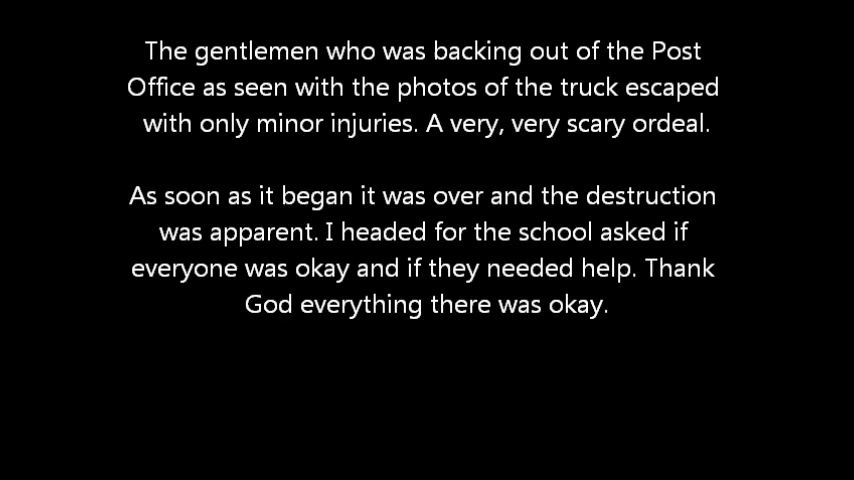 The gentlemen who was backing out of the Post
Office as seen with the photos of the truck escaped
with only minor injuries. A very, very scary ordeal.
As soon as it began it was over and the destruction
was apparent. I headed for the school asked if
everyone was okay and if they needed help. Thank
God everything there was okay.